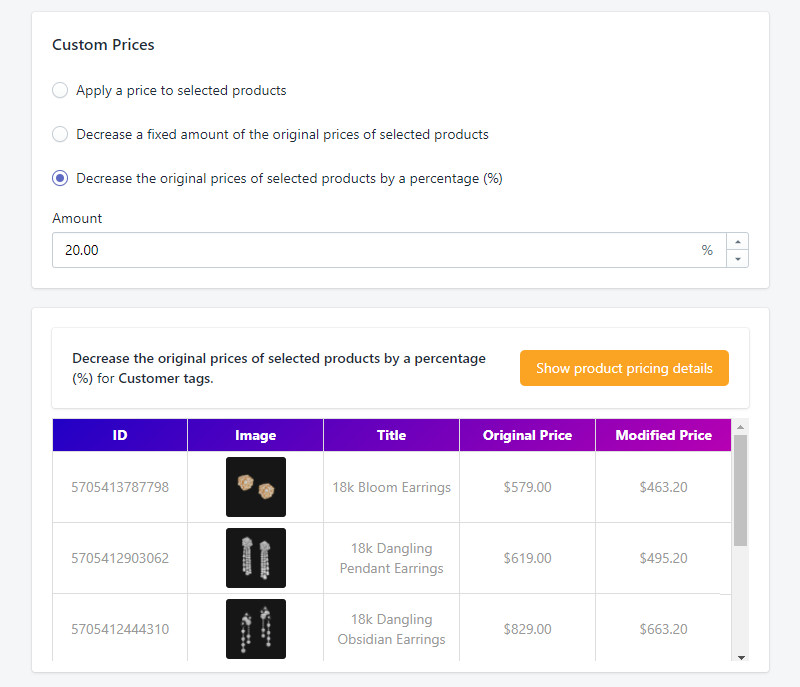 Custom Prices
Apply a price to selected products
Decrease a fixed amount of the original prices of selected products
Decrease the original prices of selected products by a percentage (%)
Amount
20.00 %
Decrease the original prices of selected products by a percentage
(%) for Customer tags.
Show product pricing details
ID Image Title Original Price Modified Price
5705413787798 18k Bloom Earrings $579.00 $463.20
5705412903062 18k Dangling
Pendant Earrings $619.00 $495.20
5705412444310 18k Dangling
Obsidian Earrings $829.00 $663.20